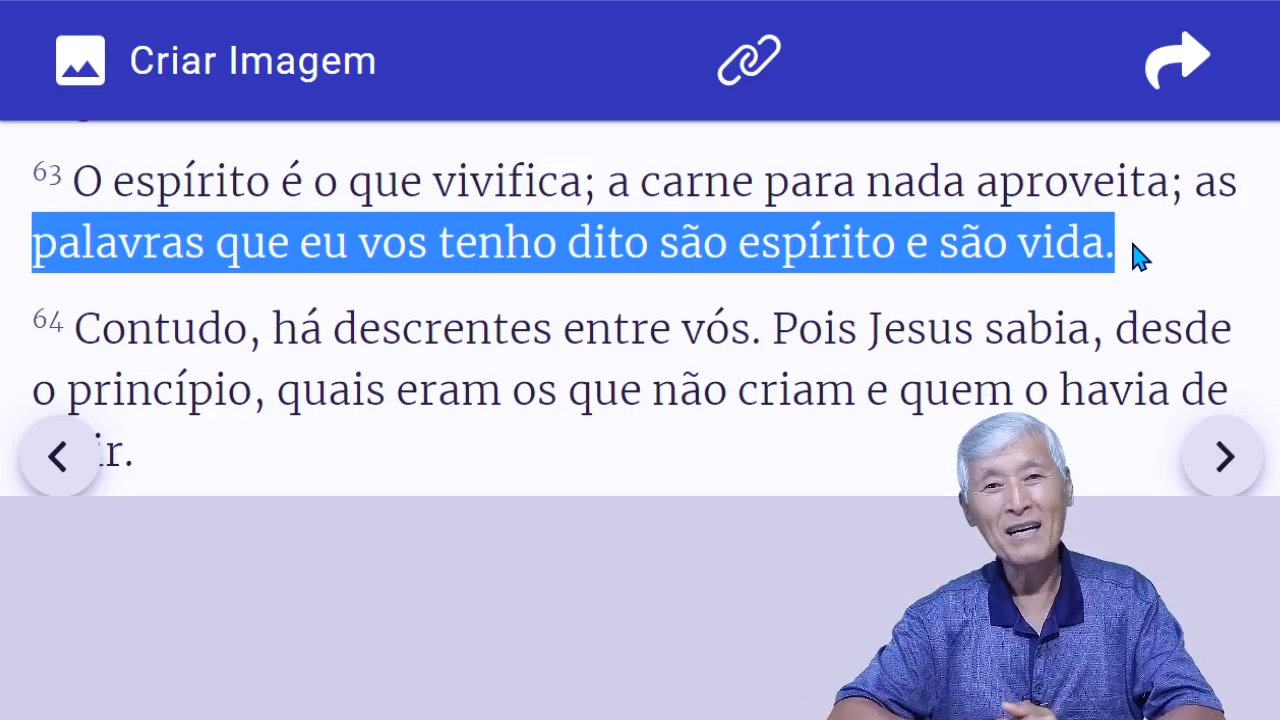 Criar Imagem
63 O espírito é o que vivifica; a carne para nada aproveita; as
palavras que eu vos tenho dito são espírito e são vida.
64 Contudo, há descrentes entre vós. Pois Jesus sabia, desde
o princípio, quais eram os que não criam e quem o havia de
ir.